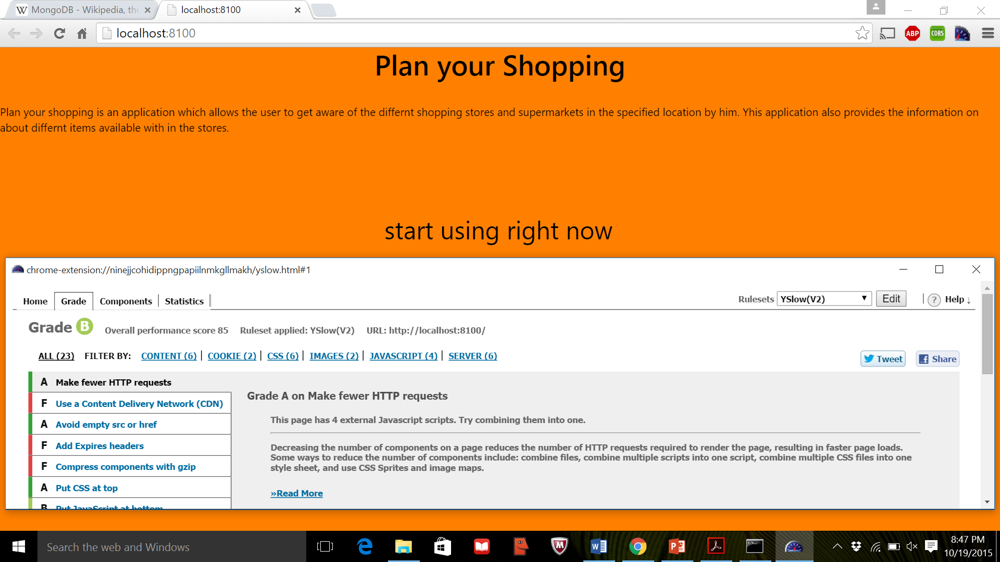 MongoDB - Wikipedia, the
localhost:8100
localhost:8100
ABP
CORS
Plan your Shopping
Plan your shopping is an application which allows the user to get aware of the differnt shopping stores and supermarkets in the specified location by him. Yhis application also provides the information on
about differnt items available with in the stores.
start using right now
chrome-extension://ninejjcohidippngpapiilnmkgllmakh/yslow.html#1
Home Grade Components Statistics
Rulesets YSlow(V2) Edit ? Help ↓
Grade B Overall performance score 85 Ruleset applied: YSlow(V2) URL: http://localhost:8100/
ALL (23) FILTER BY: CONTENT (6) | COOKIE (2) | CSS (6) | IMAGES (2) | JAVASCRIPT (4) | SERVER (6)
Tweet Share
A Make fewer HTTP requests
F Use a Content Delivery Network (CDN)
A Avoid empty src or href
F Add Expires headers
F Compress components with gzip
A Put CSS at top
B Put JavaScript at bottom
Grade A on Make fewer HTTP requests
This page has 4 external Javascript scripts. Try combining them into one.
Decreasing the number of components on a page reduces the number of HTTP requests required to render the page, resulting in faster page loads.
Some ways to reduce the number of components include: combine files, combine multiple scripts into one script, combine multiple CSS files into one
style sheet, and use CSS Sprites and image maps.
»Read More
Search the web and Windows
8:47 PM
10/19/2015